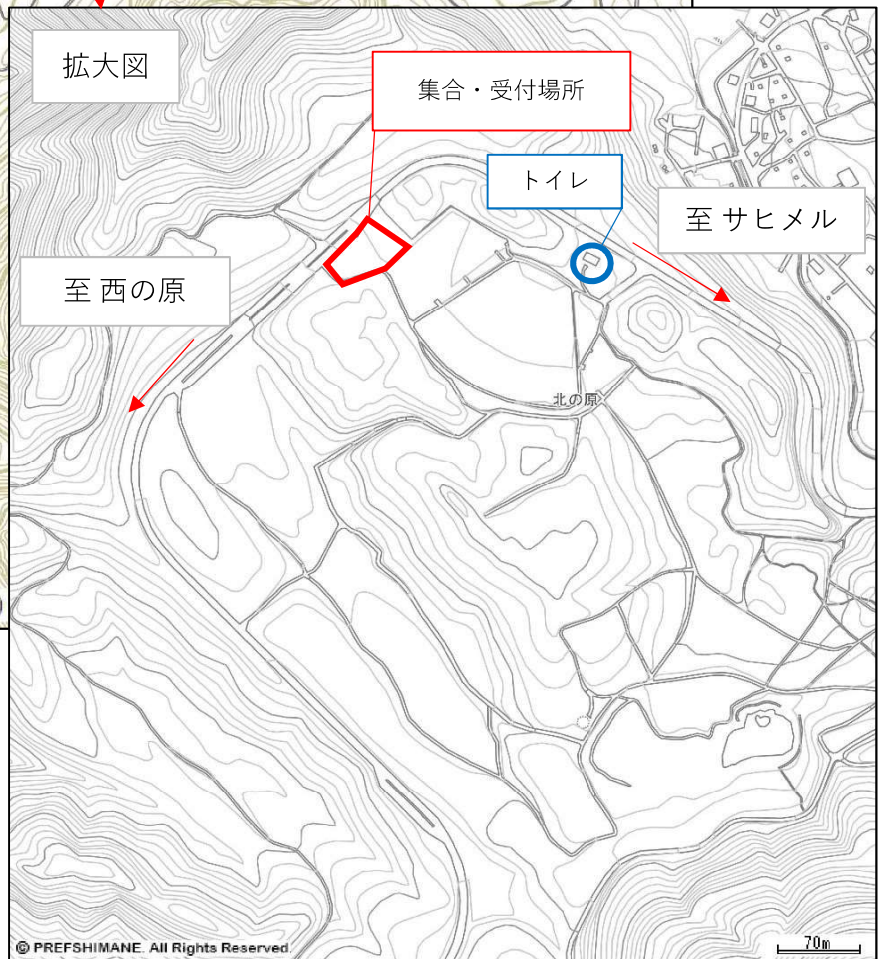 拡大図
集合・受付場所
トイレ
至 サヒメル
至 西の原
北の原
© PREFSHIMANE. All Rights Reserved.
70m